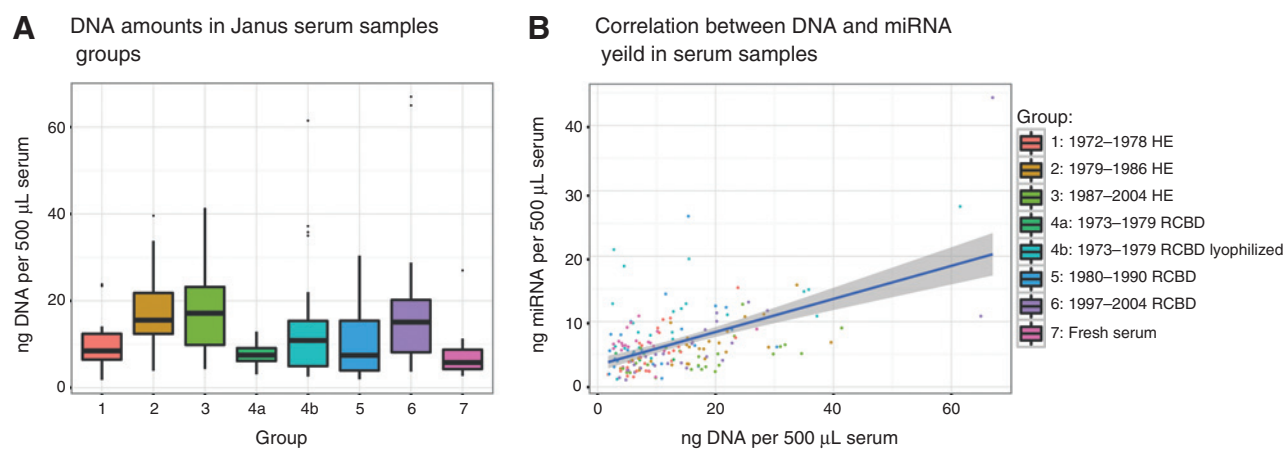 A DNA amounts in Janus serum samples
groups
ng DNA per 500 μL serum
60
40
20
0
1 2 3 4a 4b 5 6 7
Group
B Correlation between DNA and miRNA
yeild in serum samples
ng miRNA per 500 μL serum
40
30
20
10
0
0 20 40 60
ng DNA per 500 μL serum
Group:
1: 1972–1978 HE
2: 1979–1986 HE
3: 1987–2004 HE
4a: 1973–1979 RCBD
4b: 1973–1979 RCBD lyophilized
5: 1980–1990 RCBD
6: 1997–2004 RCBD
7: Fresh serum